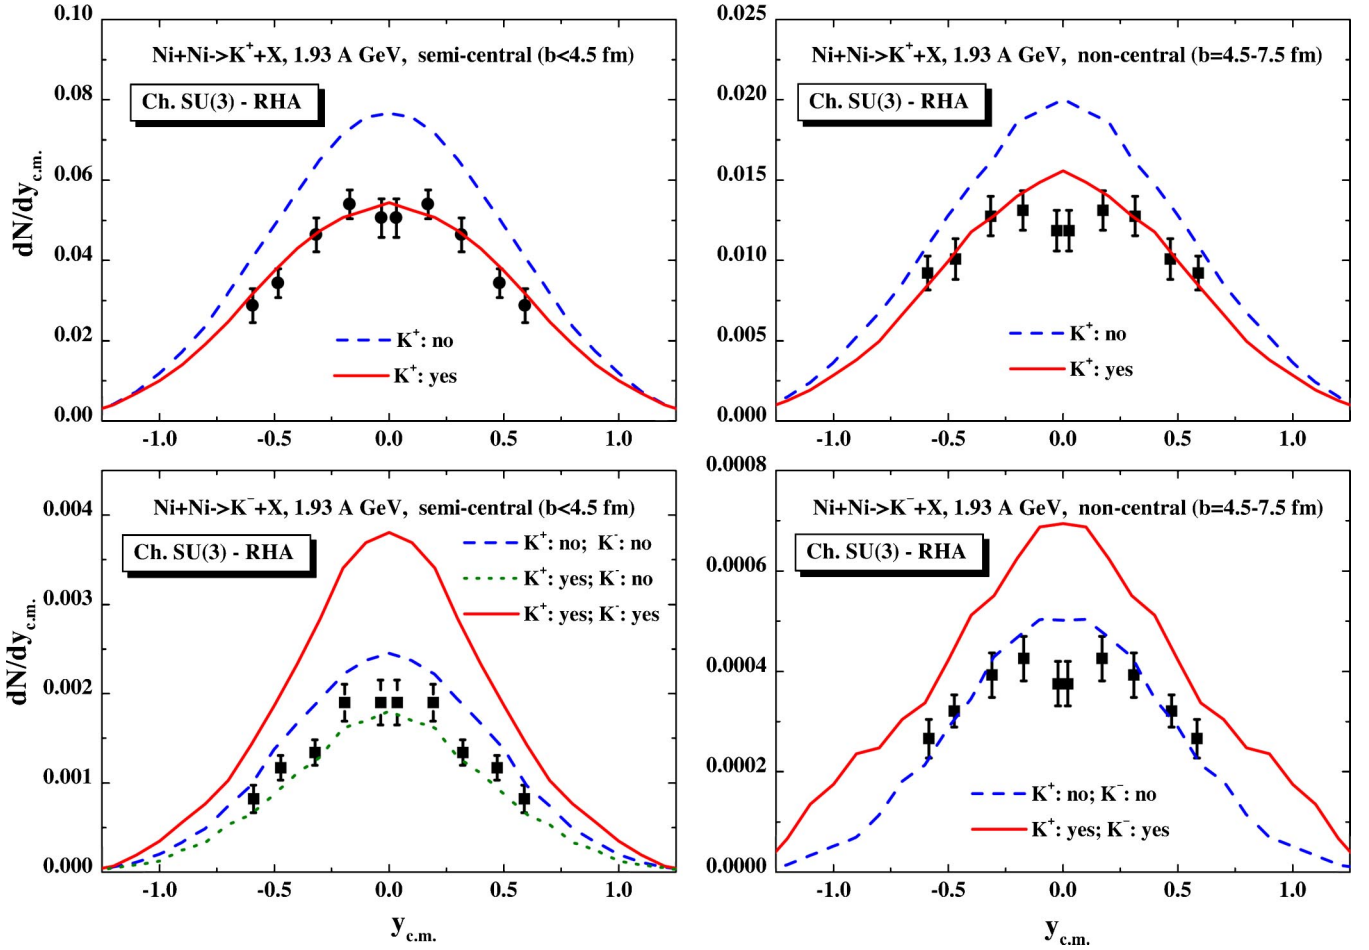 Ni+Ni->K⁺+X, 1.93 A GeV, semi-central (b<4.5 fm)
Ch. SU(3) - RHA
dN/dy_c.m.
0.10
0.08
0.06
0.04
0.02
0.00
K⁺: no
K⁺: yes
-1.0 -0.5 0.0 0.5 1.0
Ni+Ni->K⁺+X, 1.93 A GeV, non-central (b=4.5-7.5 fm)
Ch. SU(3) - RHA
0.025
0.020
0.015
0.010
0.005
0.000
K⁺: no
K⁺: yes
-1.0 -0.5 0.0 0.5 1.0
Ni+Ni->K⁻+X, 1.93 A GeV, semi-central (b<4.5 fm)
Ch. SU(3) - RHA
K⁺: no; K⁻: no
K⁺: yes; K⁻: no
K⁺: yes; K⁻: yes
dN/dy_c.m.
0.004
0.003
0.002
0.001
0.000
-1.0 -0.5 0.0 0.5 1.0
y_c.m.
Ni+Ni->K⁻+X, 1.93 A GeV, non-central (b=4.5-7.5 fm)
Ch. SU(3) - RHA
0.0008
0.0006
0.0004
0.0002
0.0000
K⁺: no; K⁻: no
K⁺: yes; K⁻: yes
-1.0 -0.5 0.0 0.5 1.0
y_c.m.